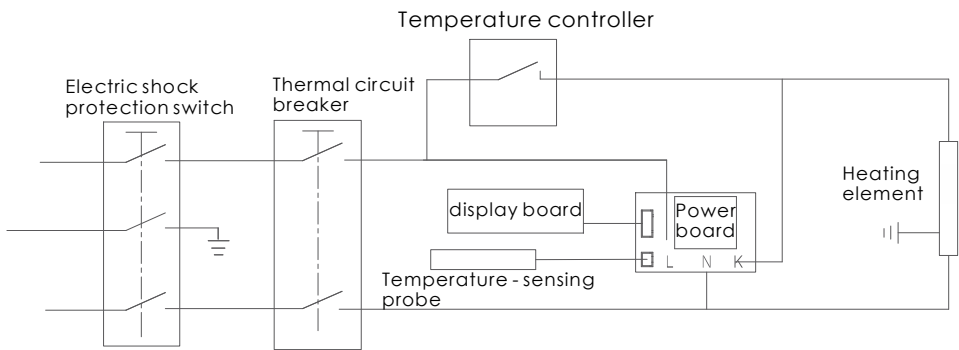 Temperature controller
Electric shock
protection switch
Thermal circuit
breaker
Heating
element
display board
Power
board
L N K
Temperature - sensing
probe